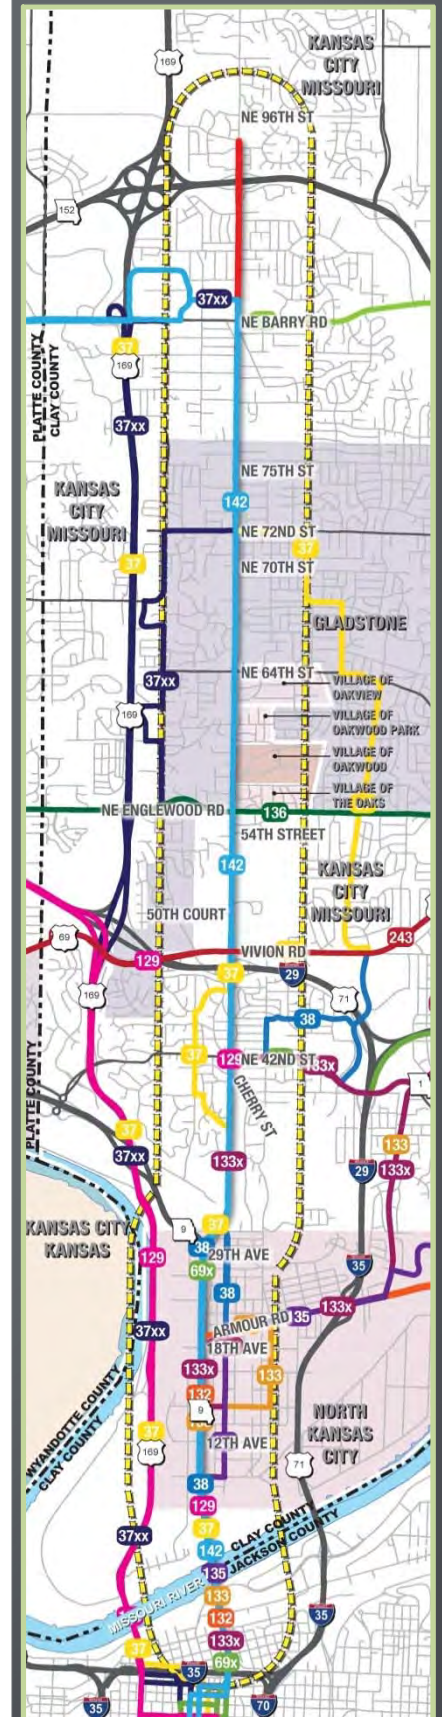 KANSAS
CITY
MISSOURI
169
NE 96TH ST
152
37xx
NE BARRY RD
37
169
PLATTE COUNTY
CLAY COUNTY
37xx
NE 75TH ST
KANSAS
CITY
MISSOURI
142
NE 72ND ST
37
37
NE 70TH ST
GLADSTONE
NE 64TH ST
37xx
VILLAGE OF
OAKVIEW
169
VILLAGE OF
OAKWOOD PARK
VILLAGE OF
OAKWOOD
VILLAGE OF
THE OAKS
NE ENGLEWOOD RD
136
54TH STREET
142
KANSAS
CITY
MISSOURI
50TH COURT
69
243
VIVION RD
129
37
29
169
71
38
37
129
NE 42ND ST
33x
PLATTE COUNTY
CHERRY ST
1
37
133
37xx
133x
133x
29
KANSAS CITY
KANSAS
9
37
38
29TH AVE
129
69x
35
38
133x
ARMOUR RD
135
37xx
18TH AVE
133x
133
132
9
NORTH
KANSAS
CITY
37
169
12TH AVE
71
WYANDOTTE COUNTY
CLAY COUNTY
38
129
37
37xx
142
CLAY COUNTY
JACKSON COUNTY
135
MISSOURI RIVER
133
132
35
133x
37
69x
35
35
70